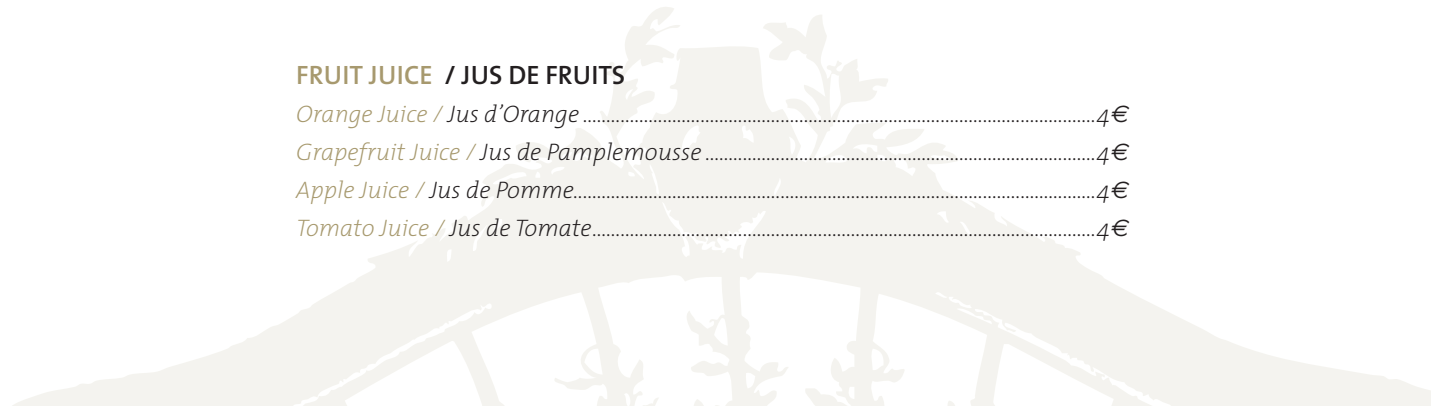 FRUIT JUICE / JUS DE FRUITS
Orange Juice / Jus d’Orange ........................................................................................................ 4€
Grapefruit Juice / Jus de Pamplemousse ................................................................................ 4€
Apple Juice / Jus de Pomme.......................................................................................................... 4€
Tomato Juice / Jus de Tomate...................................................................................................... 4€